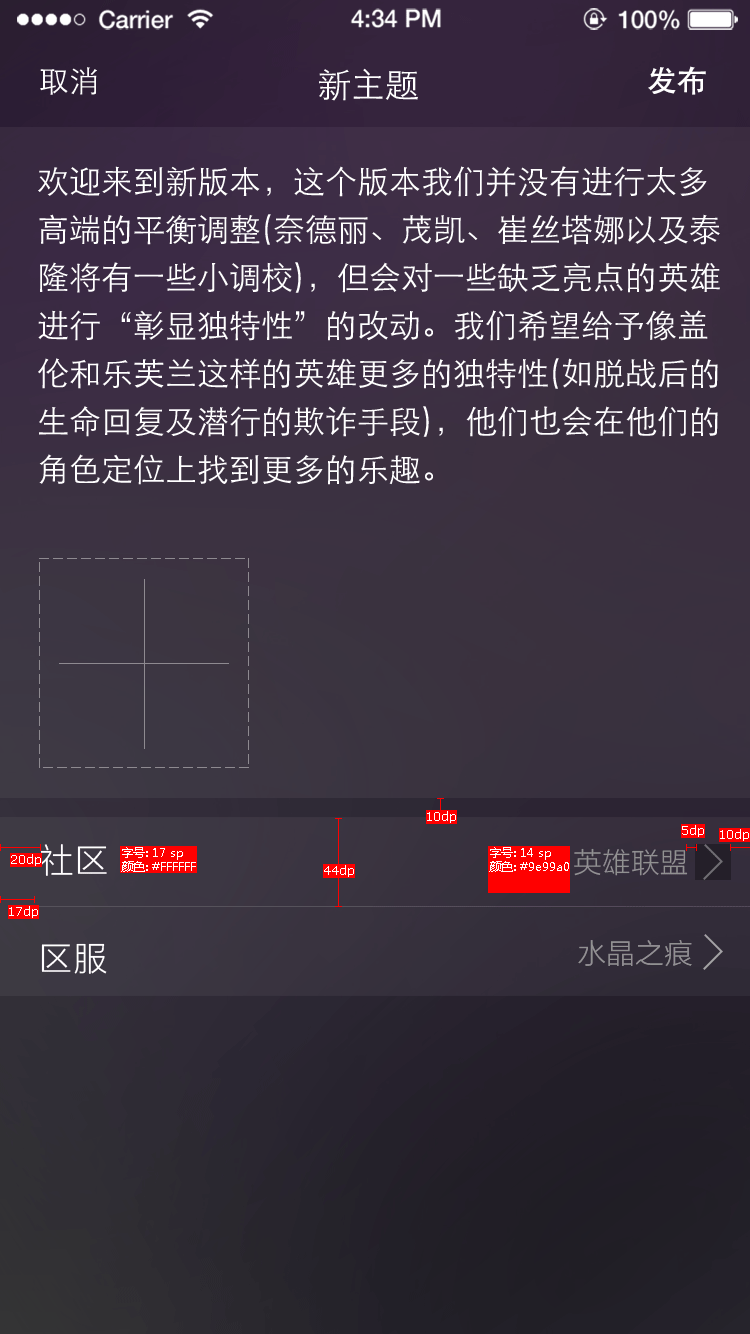 Carrier 4:34 PM 100%
取消 新主题 发布
欢迎来到新版本，这个版本我们并没有进行太多
高端的平衡调整(奈德丽、茂凯、崔丝塔娜以及泰
隆将有一些小调校)，但会对一些缺乏亮点的英雄
进行“彰显独特性”的改动。我们希望给予像盖
伦和乐芙兰这样的英雄更多的独特性(如脱战后的
生命回复及潜行的欺诈手段)，他们也会在他们的
角色定位上找到更多的乐趣。
10dp
5dp 10dp
20dp 社区 字号: 17 sp
颜色: #FFFFFF
44dp
字号: 14 sp
颜色: #9e99a0
英雄联盟
17dp
区服 水晶之痕